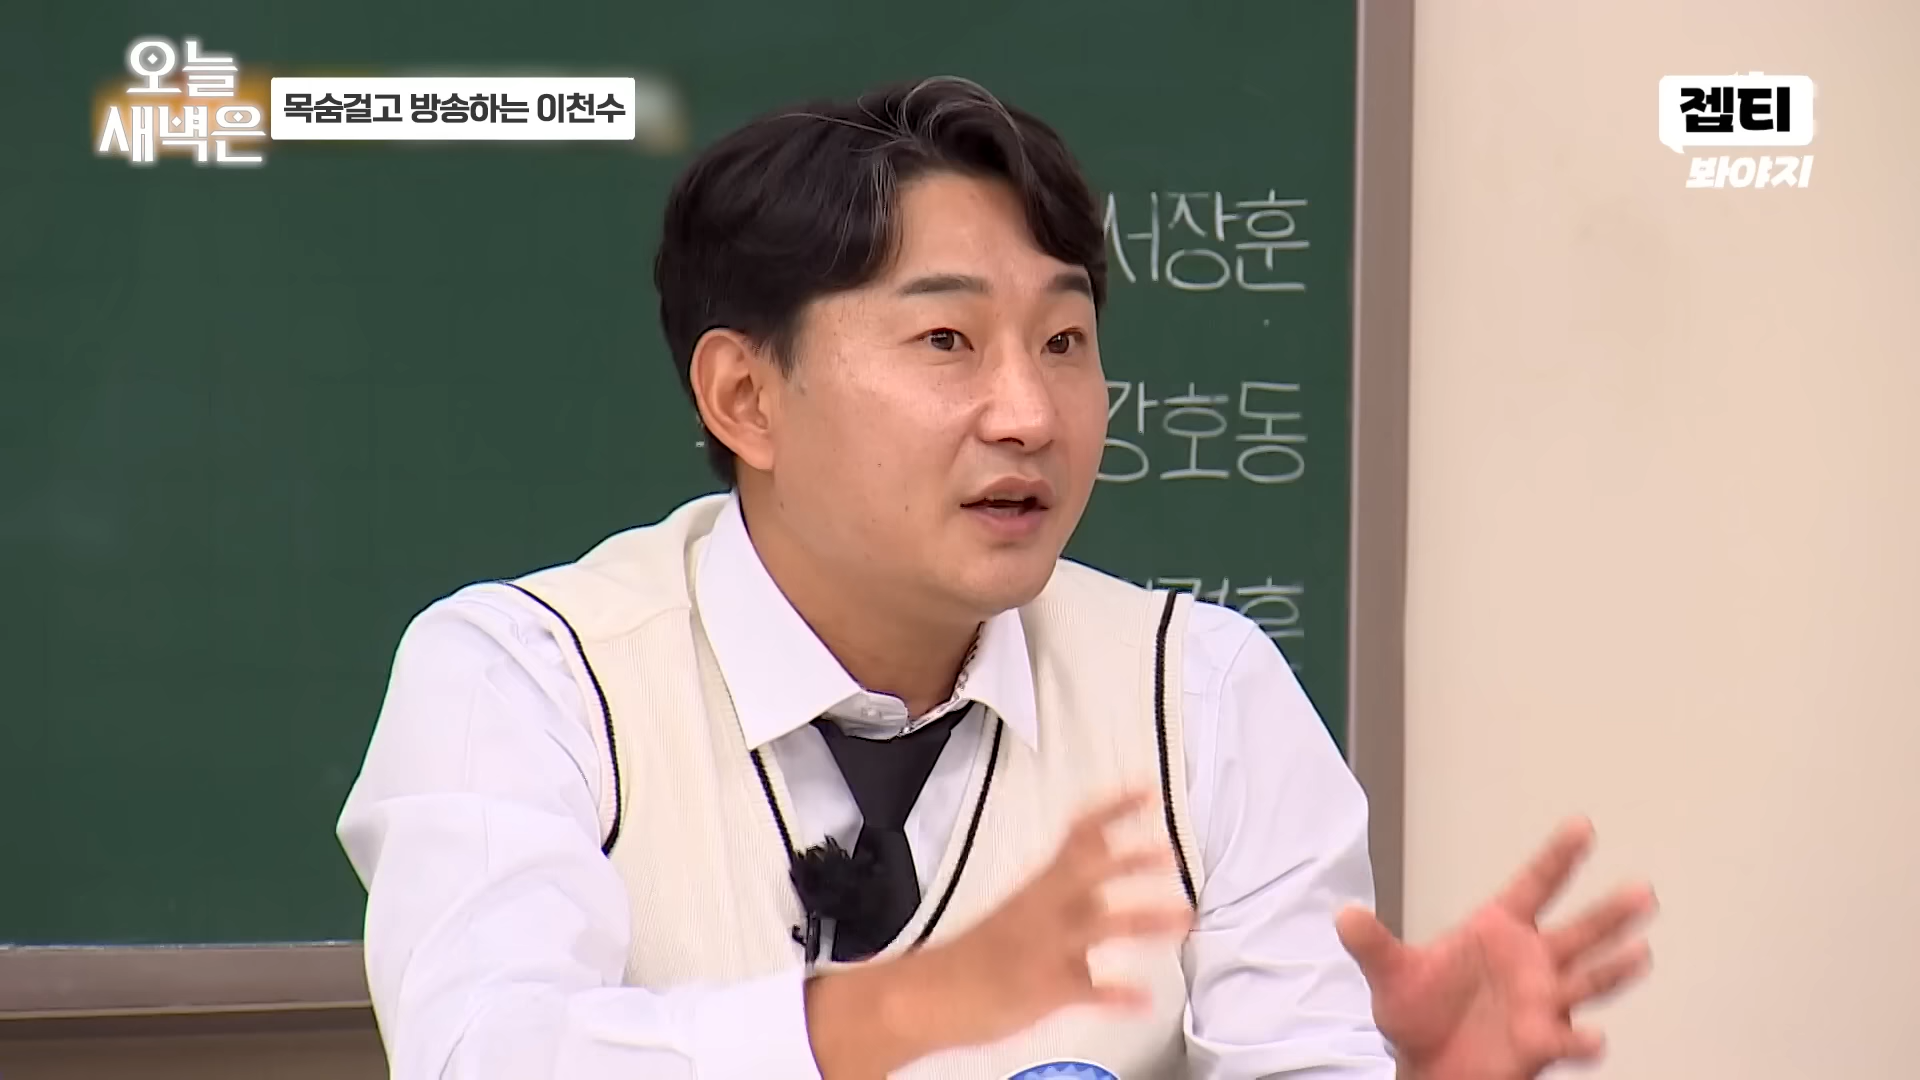 오늘
새벽은
목숨걸고 방송하는 이천수
젭티
봐야지
서장훈
강호동